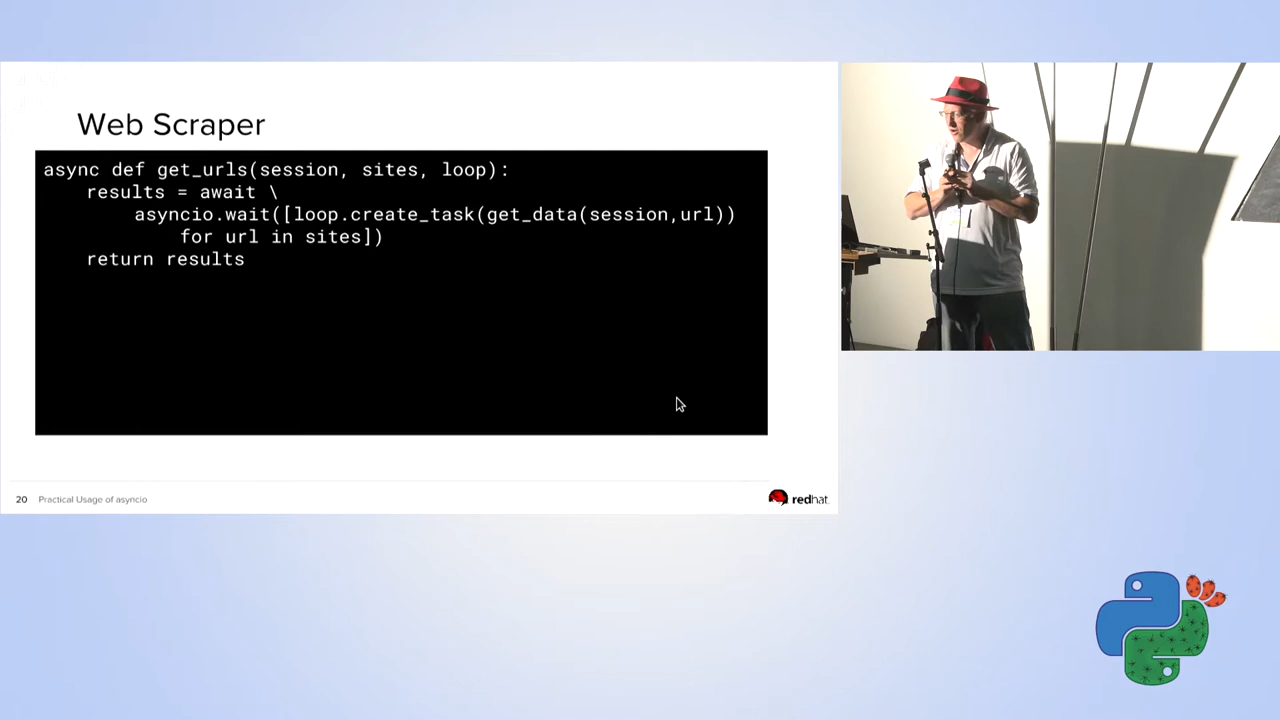 Web Scraper
async def get_urls(session, sites, loop):
    results = await \
        asyncio.wait([loop.create_task(get_data(session,url))
            for url in sites])
    return results
20 Practical Usage of asyncio
redhat.